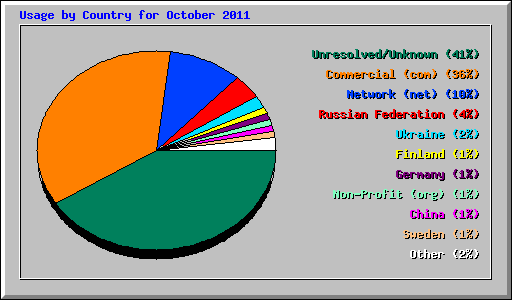 Usage by Country for October 2011
Unresolved/Unknown (41%)
Commercial (com) (36%)
Network (net) (10%)
Russian Federation (4%)
Ukraine (2%)
Finland (1%)
Germany (1%)
Non-Profit (org) (1%)
China (1%)
Sweden (1%)
Other (2%)